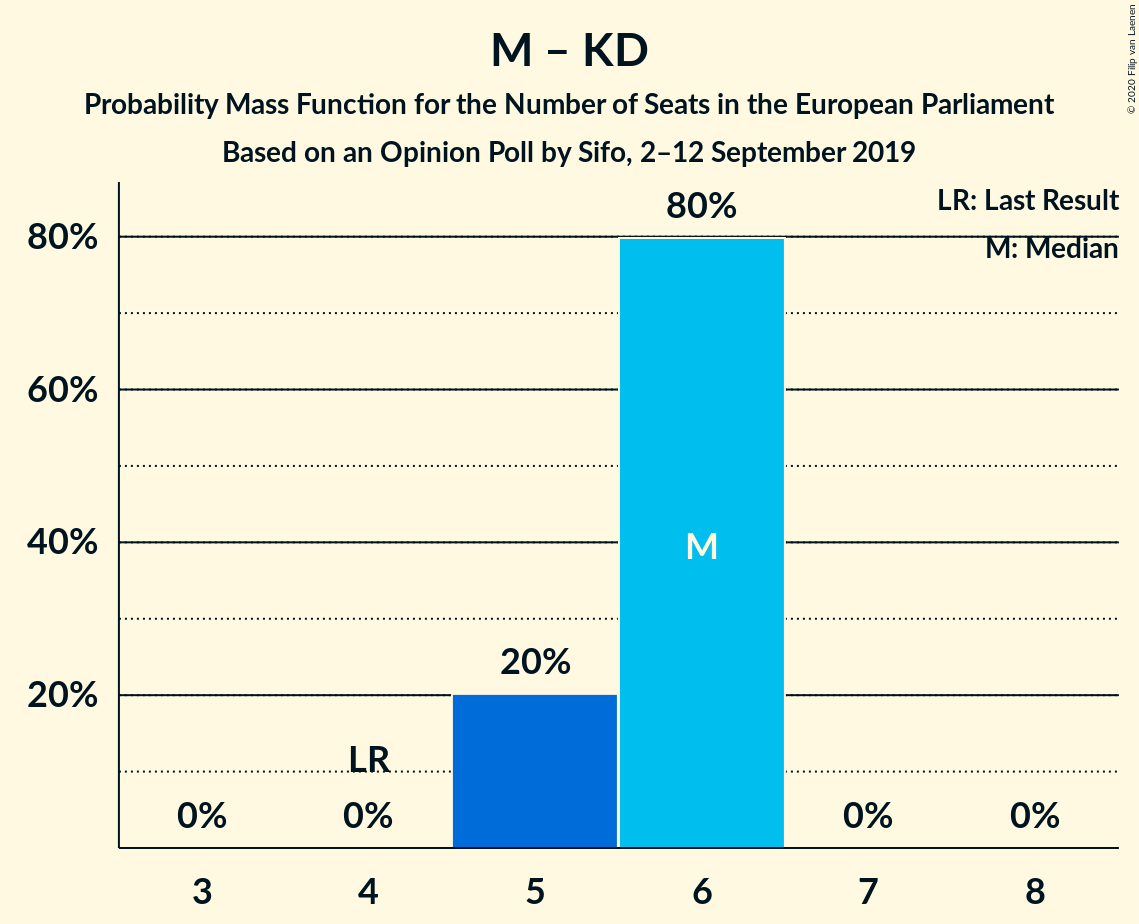 M – KD
Probability Mass Function for the Number of Seats in the European Parliament
Based on an Opinion Poll by Sifo, 2–12 September 2019
© 2020 Filip van Laenen
LR: Last Result
M: Median
80%
60%
40%
20%
0%
LR
0%
20%
80%
M
0%
0%
3
4
5
6
7
8